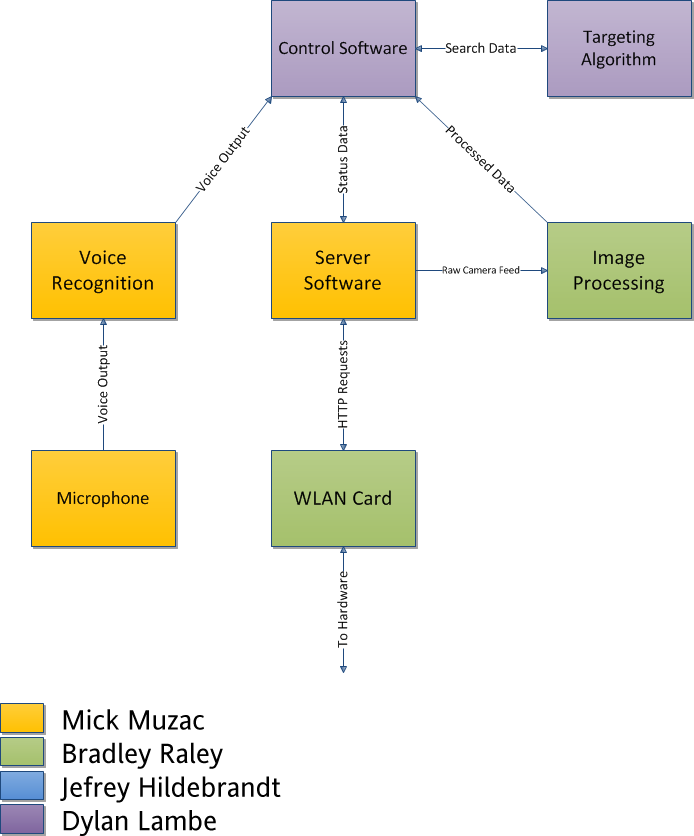 Control Software
Search Data
Targeting
Algorithm
Voice Output
Status Data
Processed Data
Voice
Recognition
Server
Software
Raw Camera Feed
Image
Processing
Voice Output
HTTP Requests
Microphone
WLAN Card
To Hardware
Mick Muzac
Bradley Raley
Jefrey Hildebrandt
Dylan Lambe